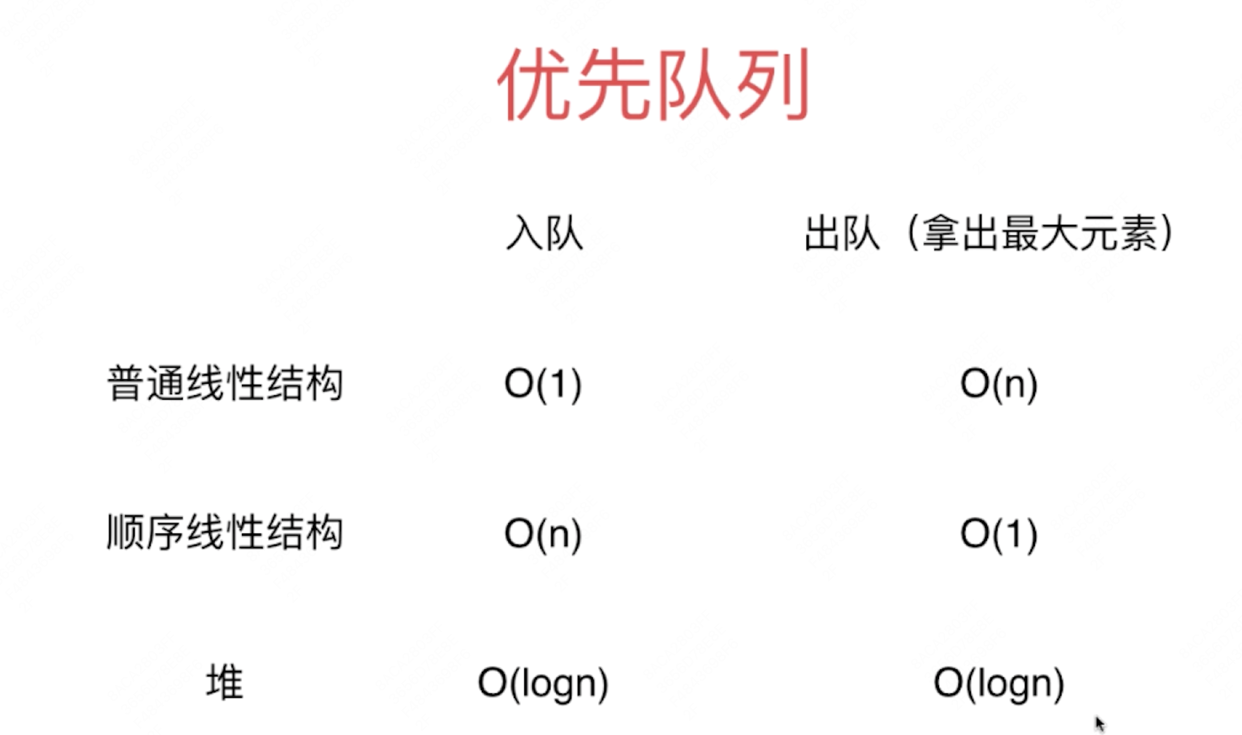 优先队列
入队 出队（拿出最大元素）
普通线性结构 O(1) O(n)
顺序线性结构 O(n) O(1)
堆 O(logn) O(logn)